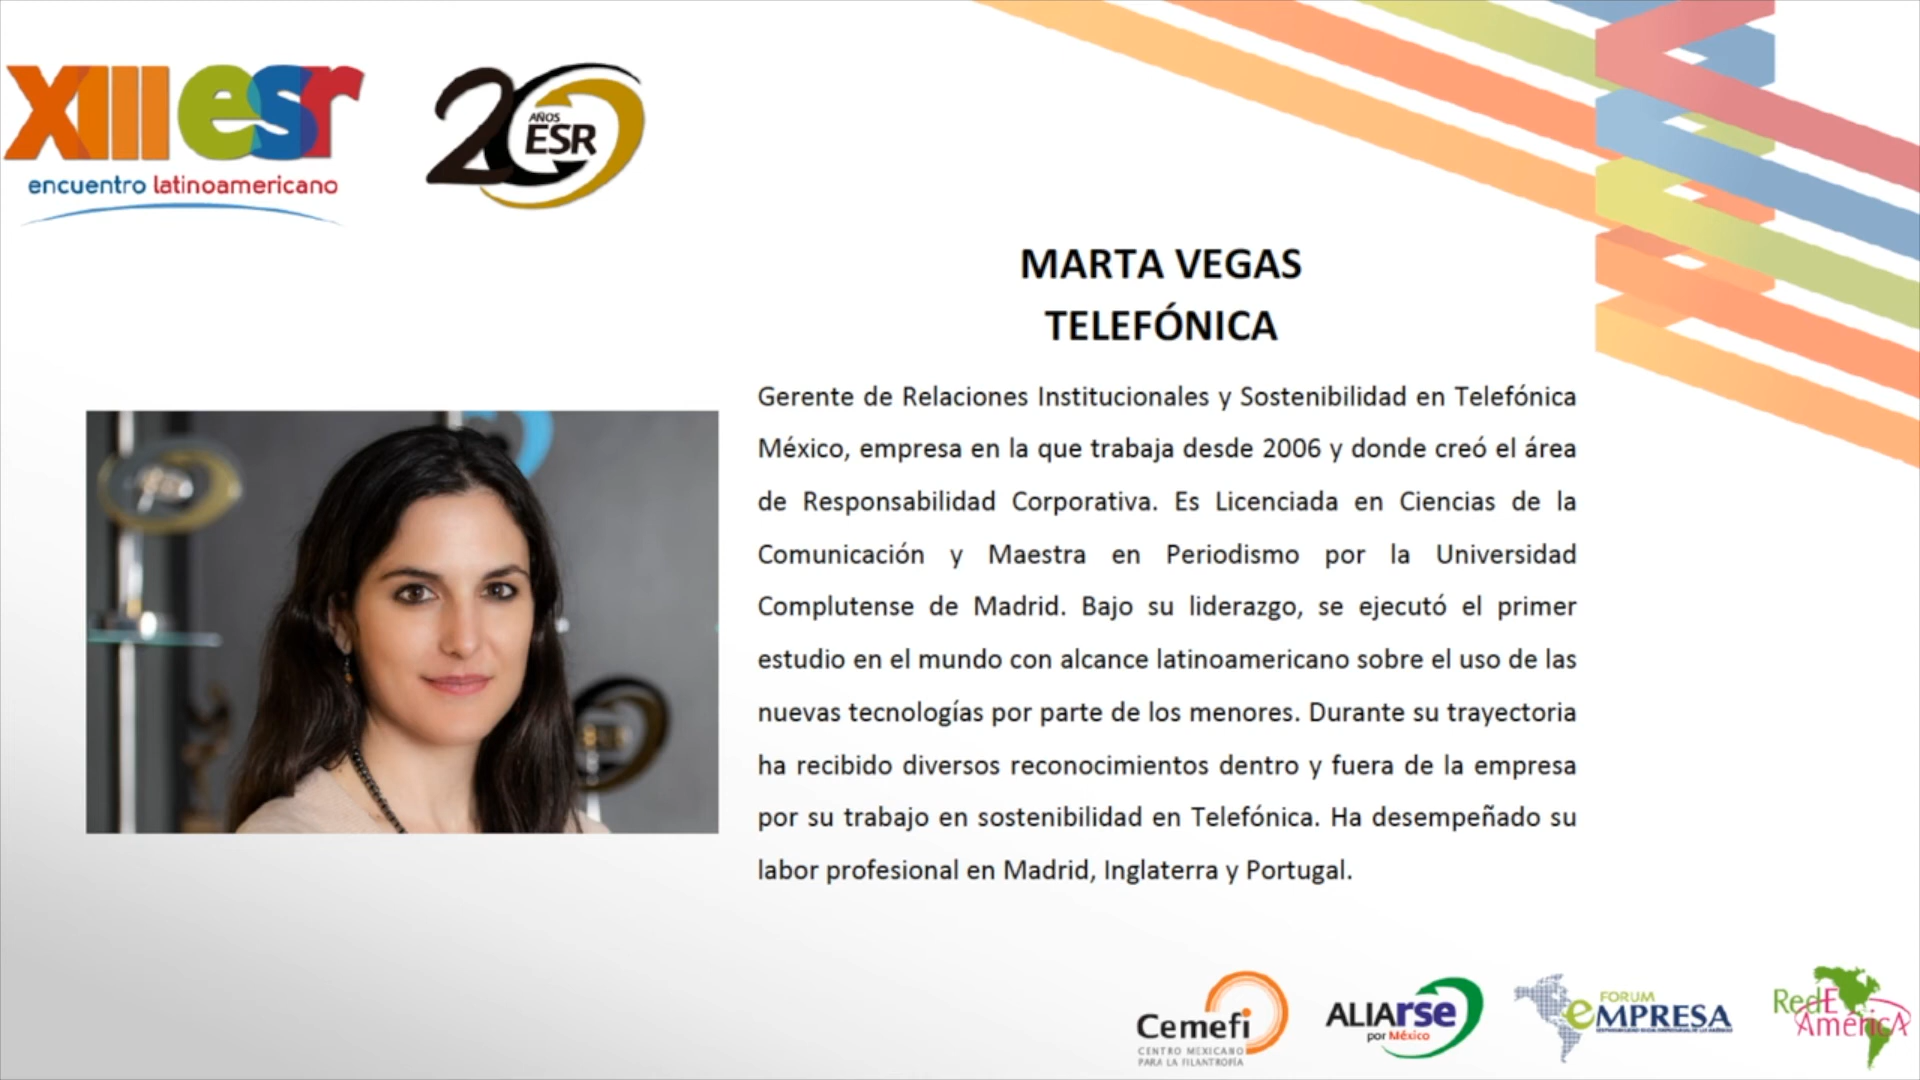 XIII esr
encuentro latinoamericano
20 AÑOS
ESR
MARTA VEGAS
TELEFÓNICA
Gerente de Relaciones Institucionales y Sostenibilidad en Telefónica
México, empresa en la que trabaja desde 2006 y donde creó el área
de Responsabilidad Corporativa. Es Licenciada en Ciencias de la
Comunicación y Maestra en Periodismo por la Universidad
Complutense de Madrid. Bajo su liderazgo, se ejecutó el primer
estudio en el mundo con alcance latinoamericano sobre el uso de las
nuevas tecnologías por parte de los menores. Durante su trayectoria
ha recibido diversos reconocimientos dentro y fuera de la empresa
por su trabajo en sostenibilidad en Telefónica. Ha desempeñado su
labor profesional en Madrid, Inglaterra y Portugal.
Cemefi
CENTRO MEXICANO
PARA LA FILANTROPÍA
ALIARSE
por México
FORUM
EMPRESA
RedE
AméricA